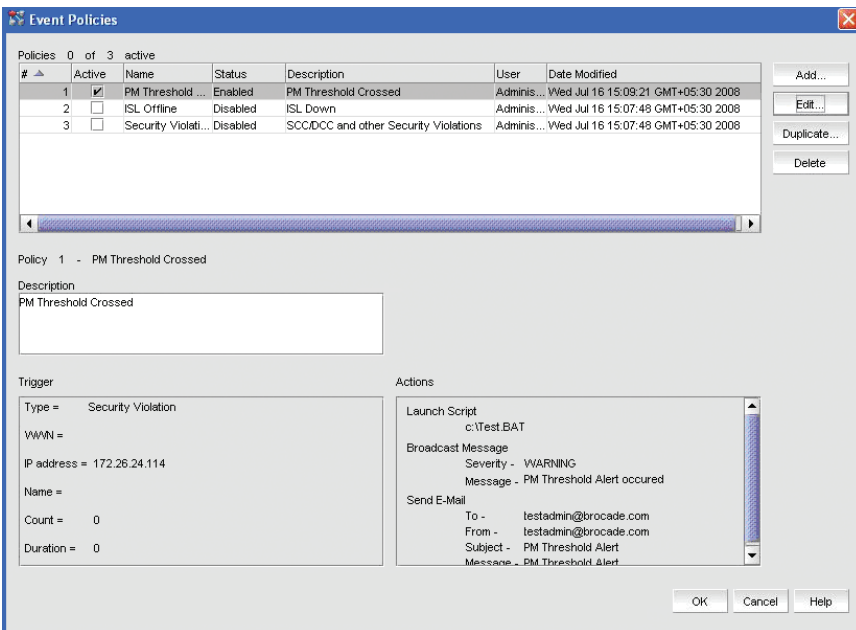 Event Policies
Policies 0 of 3 active
# Active Name Status Description User Date Modified
1 PM Threshold ... Enabled PM Threshold Crossed Adminis... Wed Jul 16 15:09:21 GMT+05:30 2008
2 ISL Offline Disabled ISL Down Adminis... Wed Jul 16 15:07:48 GMT+05:30 2008
3 Security Violati... Disabled SCC/DCC and other Security Violations Adminis... Wed Jul 16 15:07:48 GMT+05:30 2008
Add...
Edit...
Duplicate...
Delete
Policy 1 - PM Threshold Crossed
Description
PM Threshold Crossed
Trigger
Type = Security Violation
WWN =
IP address = 172.26.24.114
Name =
Count = 0
Duration = 0
Actions
Launch Script
c:\Test.BAT
Broadcast Message
Severity - WARNING
Message - PM Threshold Alert occured
Send E-Mail
To - testadmin@brocade.com
From - testadmin@brocade.com
Subject - PM Threshold Alert
Message - PM Threshold Alert
OK Cancel Help